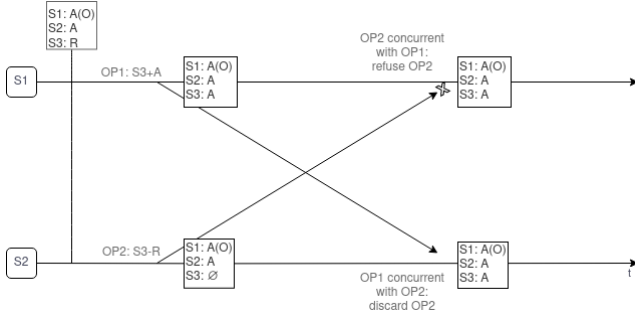 S1: A(O)
S2: A
S3: R
S1
OP1: S3+A
S1: A(O)
S2: A
S3: A
OP2 concurrent
with OP1:
refuse OP2
S1: A(O)
S2: A
S3: A
S2
OP2: S3-R
S1: A(O)
S2: A
S3: Ø
OP1 concurrent
with OP2:
discard OP2
S1: A(O)
S2: A
S3: A
t